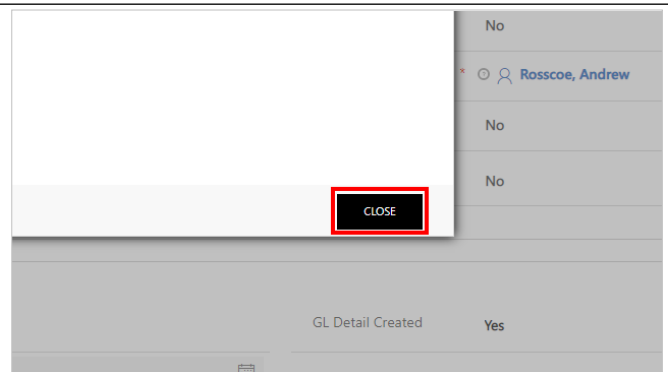 No
* Rosscoe, Andrew
No
No
CLOSE
GL Detail Created Yes